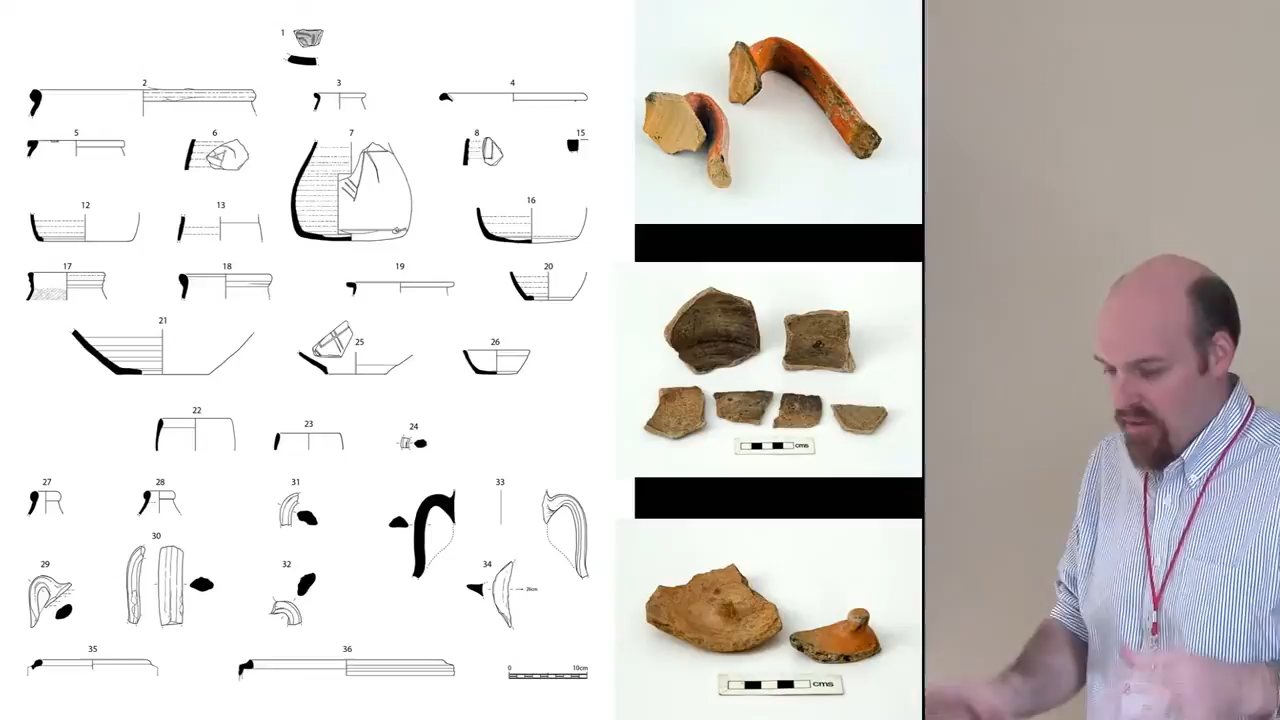 1
2 3 4
5 6 7 8 15
12 13 16
17 18 19 20
21 25 26
22 23 24
27 28 31 33
29 30 32 34
26cm
35 36
0 10cm
cms
cms